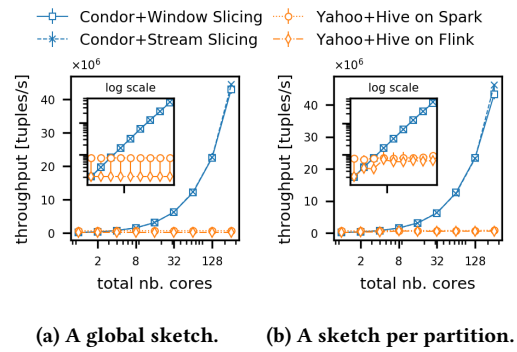 Condor+Window Slicing
Condor+Stream Slicing
Yahoo+Hive on Spark
Yahoo+Hive on Flink
×10⁶
log scale
throughput [tuples/s]
40
30
20
10
0
2
8
32
128
total nb. cores
(a) A global sketch.
×10⁶
log scale
throughput [tuples/s]
40
30
20
10
0
2
8
32
128
total nb. cores
(b) A sketch per partition.